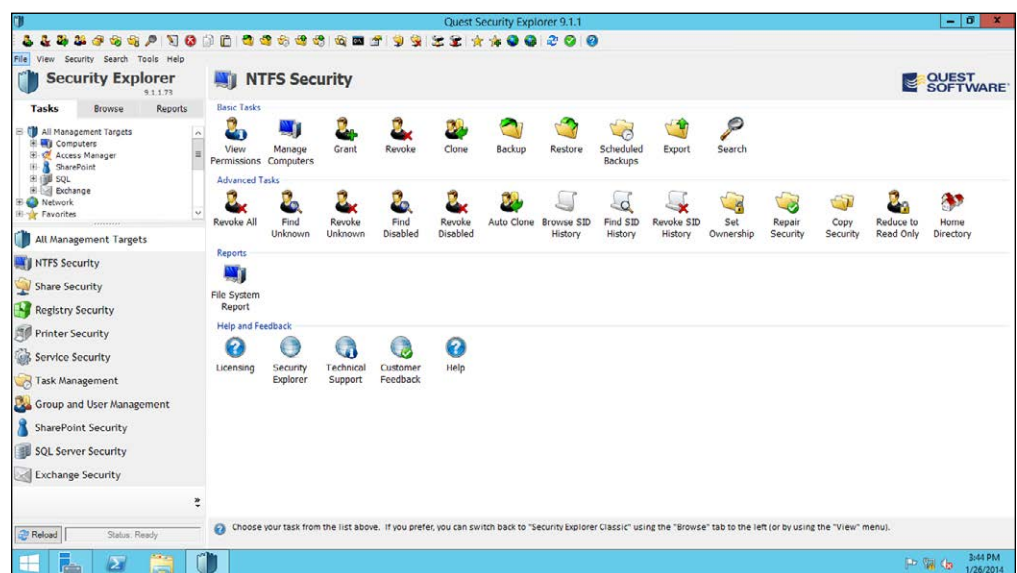 Quest Security Explorer 9.1.1
File View Security Search Tools Help
Security Explorer
9.1.1.73
NTFS Security
QUEST SOFTWARE
Tasks Browse Reports
All Management Targets
Computers
Access Manager
SharePoint
SQL
Exchange
Network
Favorites
All Management Targets
NTFS Security
Share Security
Registry Security
Printer Security
Service Security
Task Management
Group and User Management
SharePoint Security
SQL Server Security
Exchange Security
Reload
Status: Ready
Basic Tasks
View Permissions
Manage Computers
Grant
Revoke
Clone
Backup
Restore
Scheduled Backups
Export
Search
Advanced Tasks
Revoke All
Find Unknown
Revoke Unknown
Find Disabled
Revoke Disabled
Auto Clone
Browse SID History
Find SID History
Revoke SID History
Set Ownership
Repair Security
Copy Security
Reduce to Read Only
Home Directory
Reports
File System Report
Help and Feedback
Licensing
Security Explorer
Technical Support
Customer Feedback
Help
Choose your task from the list above. If you prefer, you can switch back to "Security Explorer Classic" using the "Browse" tab to the left (or by using the "View" menu).
3:44 PM
1/26/2014